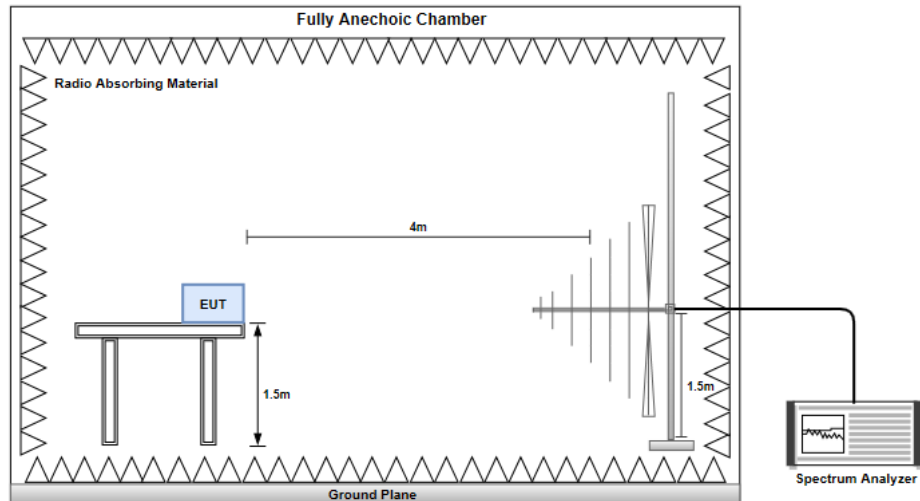 Fully Anechoic Chamber
Radio Absorbing Material
4m
EUT
1.5m
1.5m
Spectrum Analyzer
Ground Plane